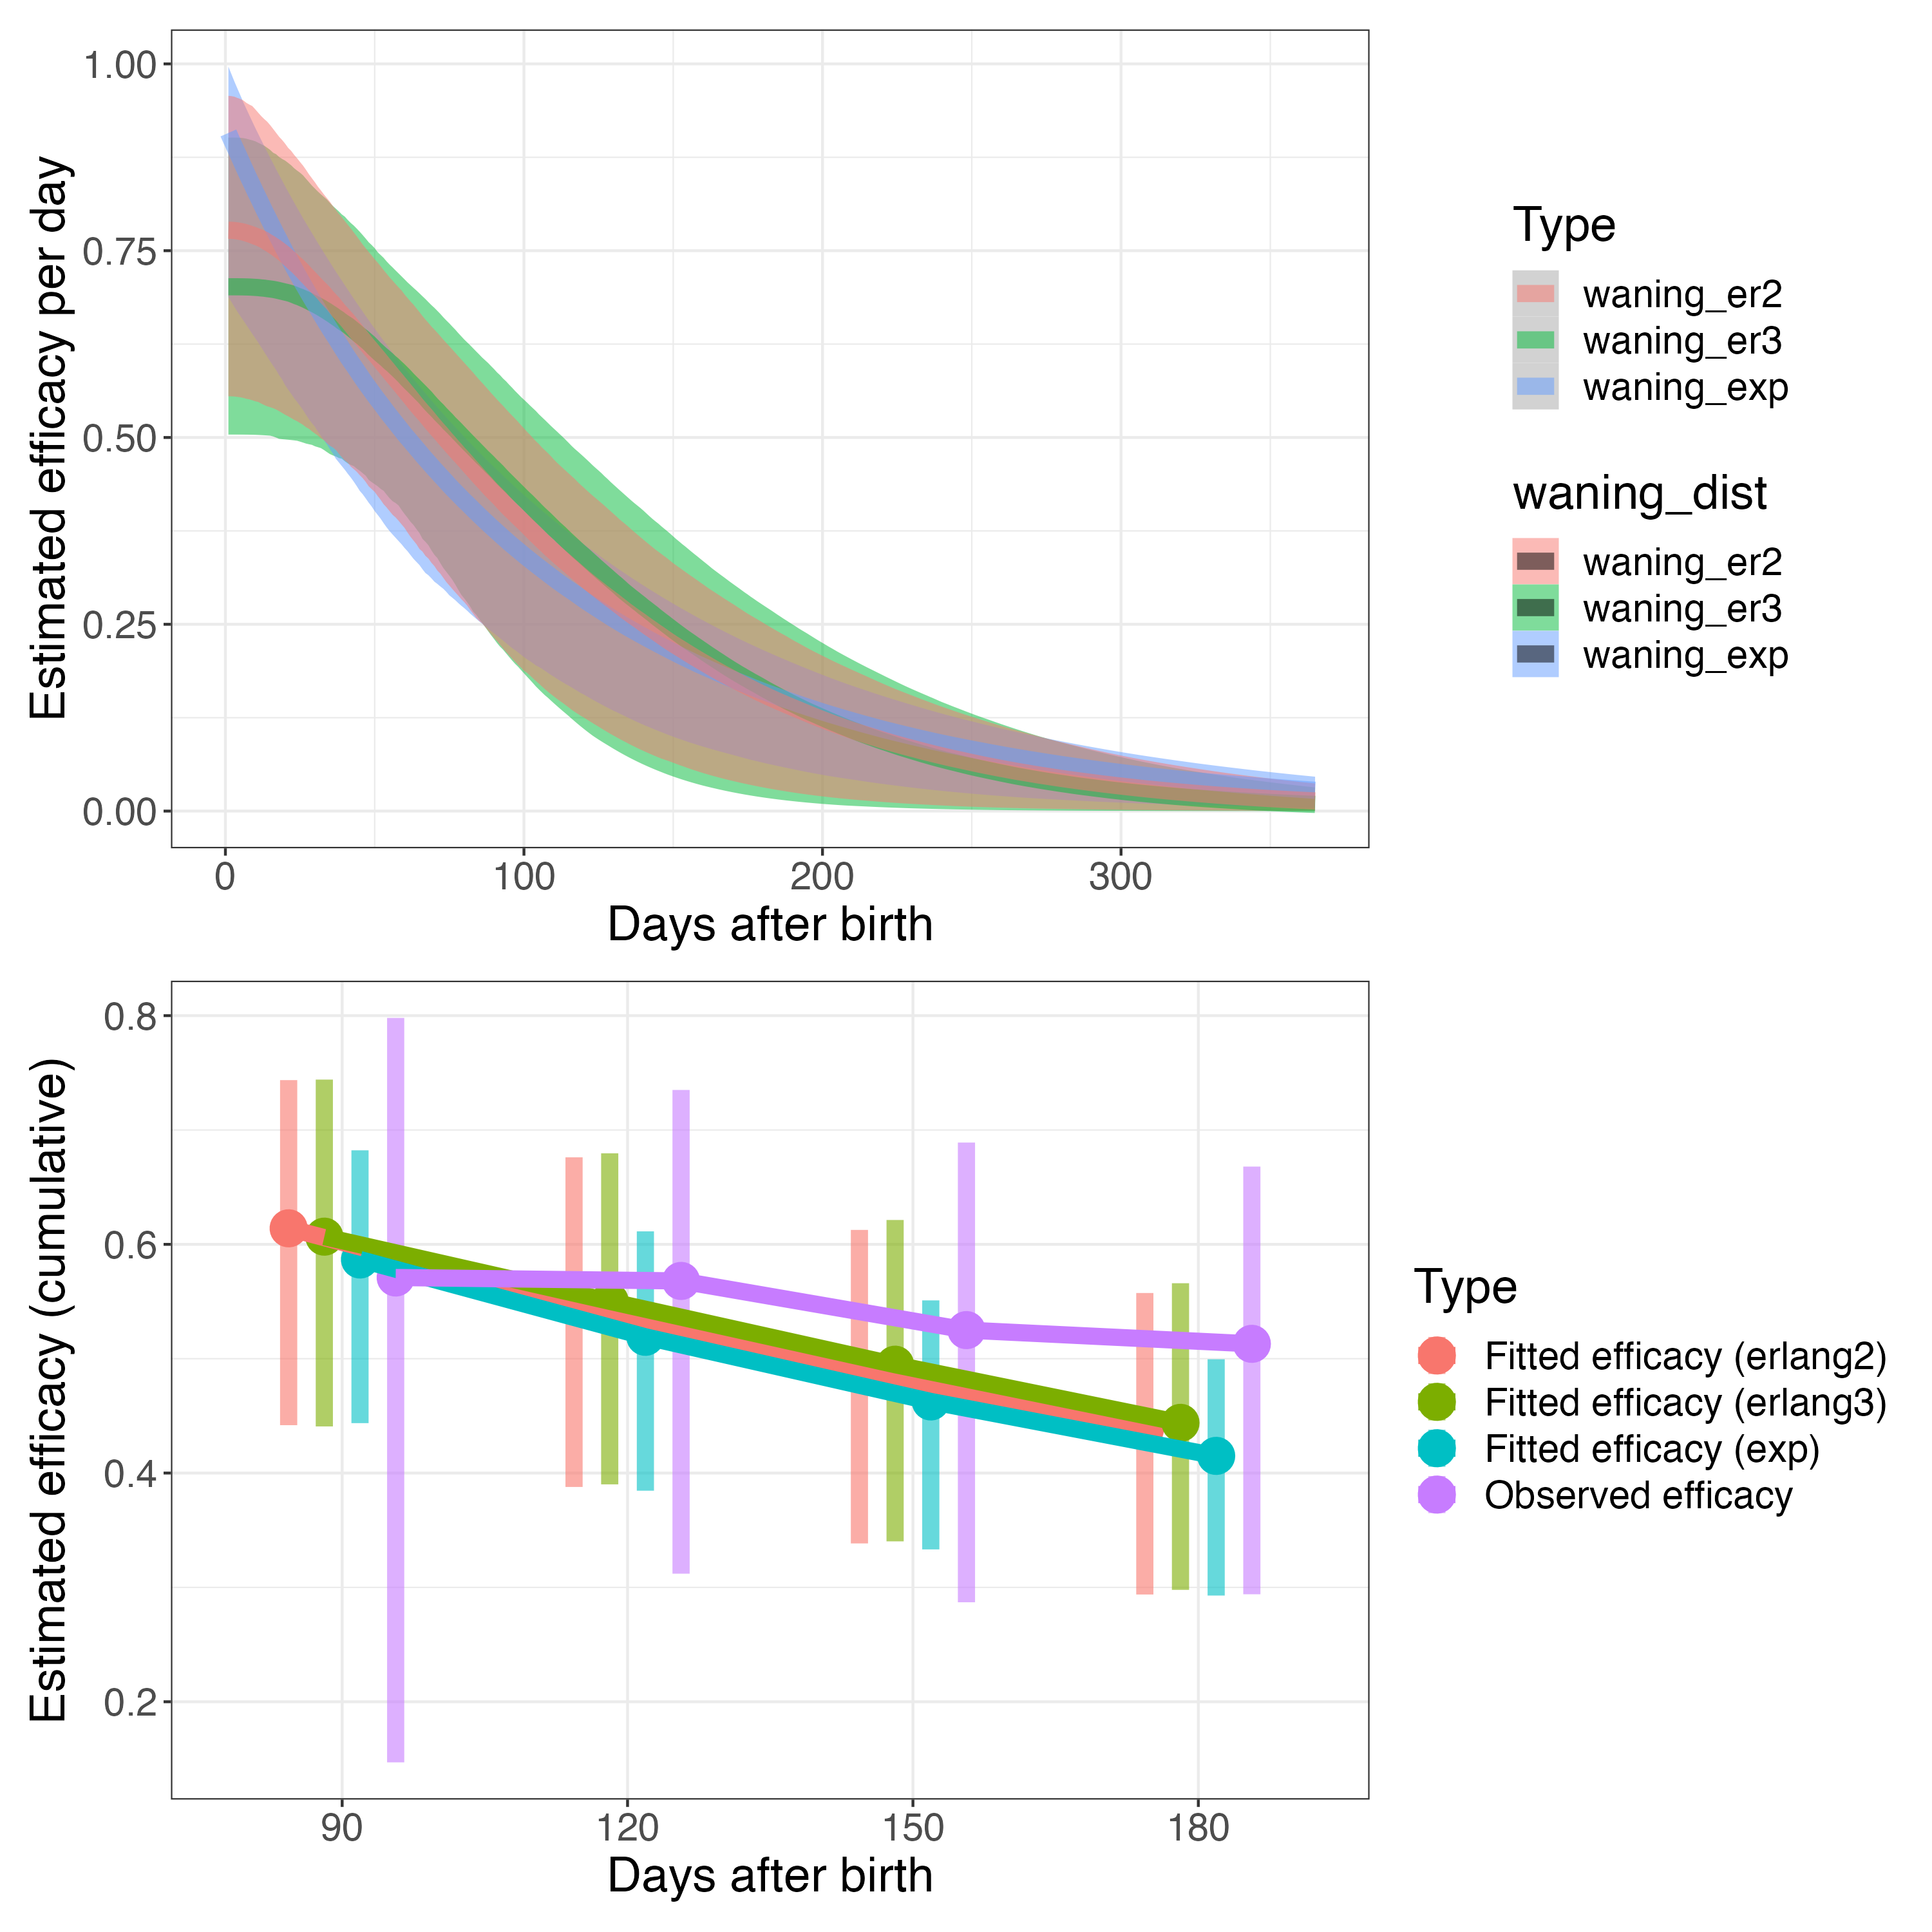 Estimated efficacy per day
1.00
0.75
0.50
0.25
0.00
0
100
200
300
Days after birth
Type
waning_er2
waning_er3
waning_exp
waning_dist
waning_er2
waning_er3
waning_exp
Estimated efficacy (cumulative)
0.8
0.6
0.4
0.2
90
120
150
180
Days after birth
Type
Fitted efficacy (erlang2)
Fitted efficacy (erlang3)
Fitted efficacy (exp)
Observed efficacy